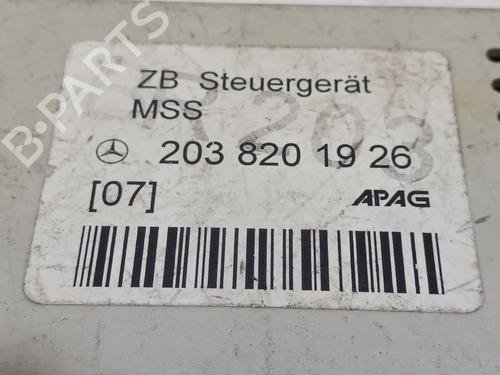 ZB Steuergerät
MSS
203 820 19 26
[07]
APAG
B-PARTS